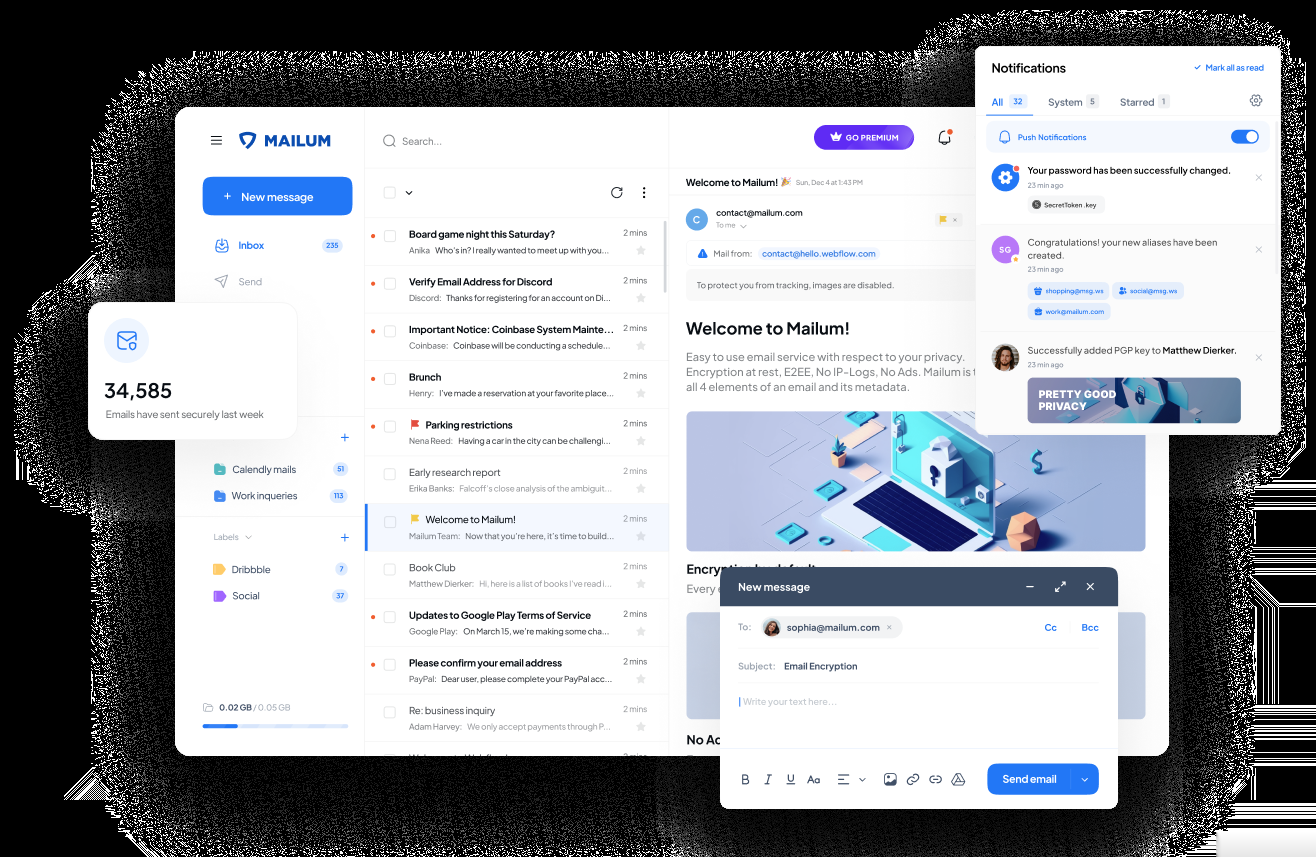 MAILUM
New message
Inbox
235
Send
34,585
Emails have sent securely last week
Calendly mails
51
Work inqueries
113
Labels
Dribbble
7
Social
37
0.02 GB / 0.05 GB
Search...
Board game night this Saturday?
2 mins
Anika Who's in? I really wanted to meet up with you...
Verify Email Address for Discord
2 mins
Discord: Thanks for registering for an account on Di...
Important Notice: Coinbase System Mainte...
2 mins
Coinbase: Coinbase will be conducting a schedule...
Brunch
2 mins
Henry: I've made a reservation at your favorite place...
Parking restrictions
2 mins
Nena Reed: Having a car in the city can be challengi...
Early research report
2 mins
Erika Banks: Falcoff's close analysis of the ambiguit...
Welcome to Mailum!
2 mins
Mailum Team: Now that you're here, it's time to build...
Book Club
2 mins
Matthew Dierker: Hi, here is a list of books I've read i...
Updates to Google Play Terms of Service
2 mins
Google Play: On March 15, we're making some cha...
Please confirm your email address
2 mins
PayPal: Dear user, please complete your PayPal acc...
Re: business inquiry
2 mins
Adam Harvey: We only accept payments through P...
GO PREMIUM
Welcome to Mailum! 🎉 Sun, Dec 4 at 1:43 PM
C
contact@mailum.com
To me
Mail from: contact@hello.webflow.com
To protect you from tracking, images are disabled.
Welcome to Mailum!
Easy to use email service with respect to your privacy.
Encryption at rest, E2EE, No IP-Logs, No Ads. Mailum is
all 4 elements of an email and its metadata.
Every
Notifications
Mark all as read
All 32
System 5
Starred 1
Push Notifications
Your password has been successfully changed.
23 min ago
SecretToken .key
SG
Congratulations! your new aliases have been
created.
23 min ago
shopping@msg.ws
social@msg.ws
work@mailum.com
Successfully added PGP key to Matthew Dierker.
23 min ago
PRETTY GOOD
PRIVACY
New message
To: sophia@mailum.com
Cc
Bcc
Subject: Email Encryption
Write your text here...
B I U Aa
Send email